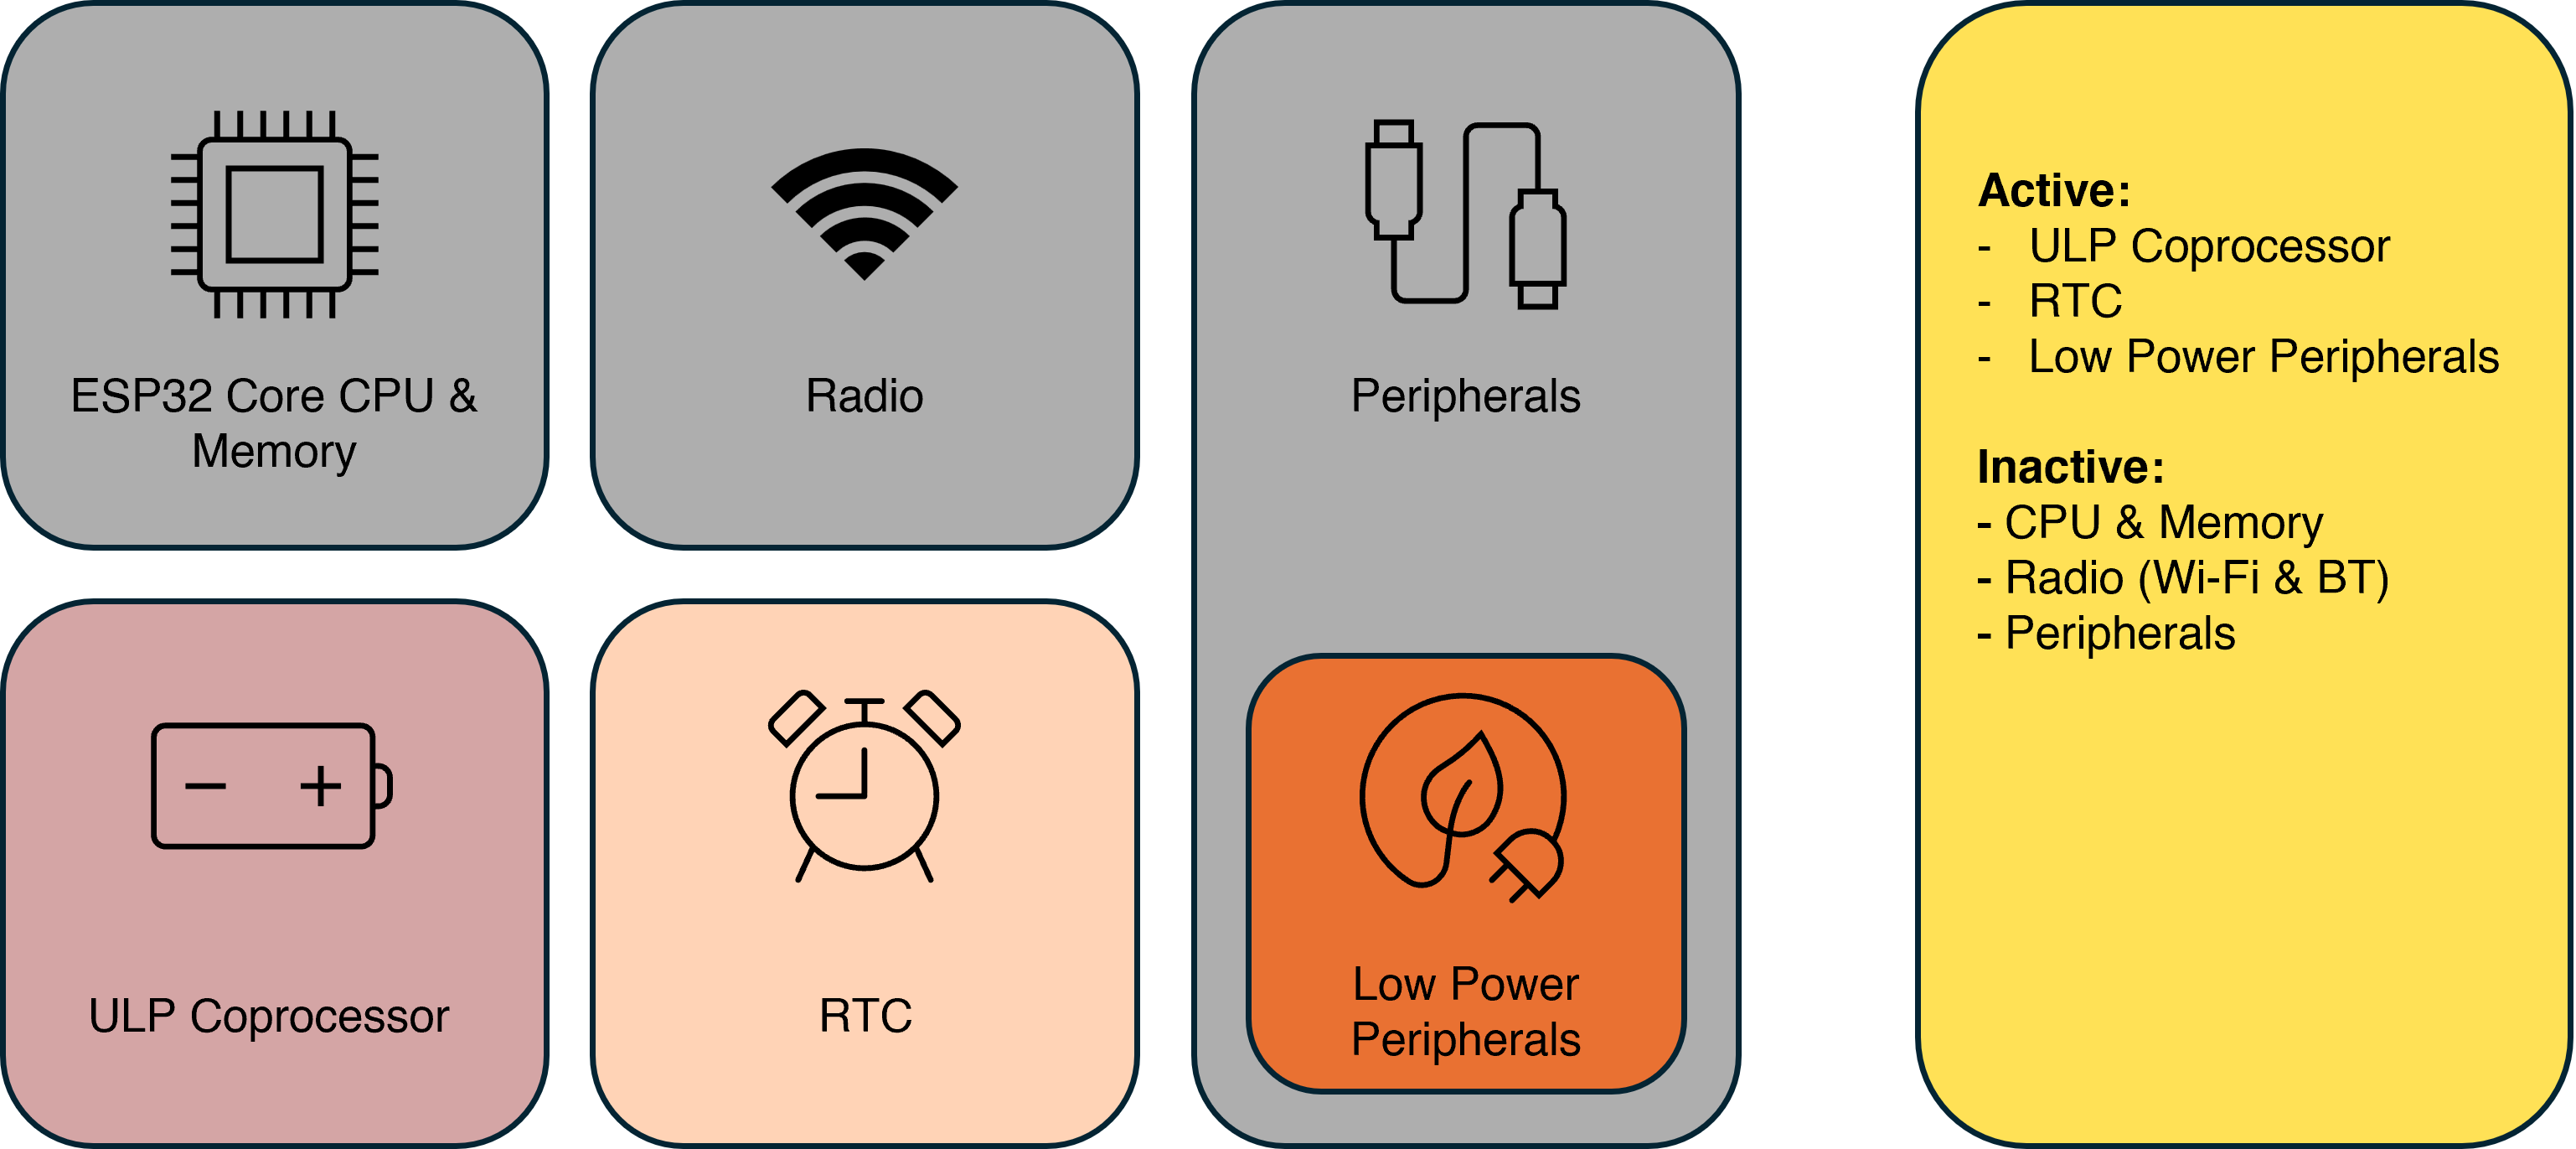 ESP32 Core CPU &
Memory
Radio
Peripherals
ULP Coprocessor
RTC
Low Power
Peripherals
Active:
- ULP Coprocessor
- RTC
- Low Power Peripherals
Inactive:
- CPU & Memory
- Radio (Wi-Fi & BT)
- Peripherals